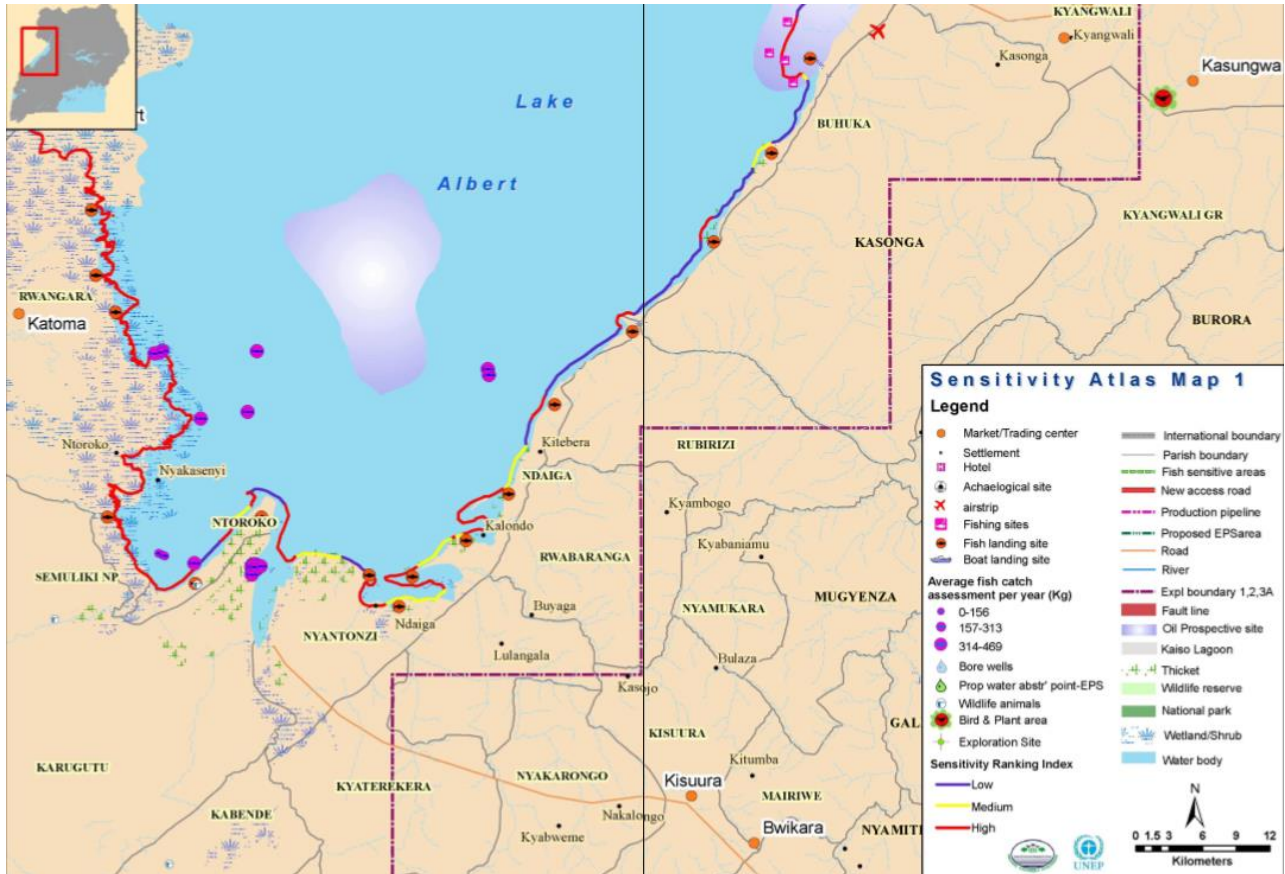 KYANGWALI
Kyangwali
Kasonga
Kasungwa
Lake
BUHUKA
Albert
KYANGWALI GR
KASONGA
RWANGARA
Katoma
BURORA
Ntoroko
Kitebera
RUBIRIZI
Nyakasenyi
NDAIGA
Kyambogo
NTOROKO
Kalondo
Kyabaniamu
RWABARANGA
SEMULIKI NP
MUGYENZA
Buyaga
NYAMUKARA
Ndaiga
NYANTONZI
Lulangala
Bulaza
Kasojo
GAL
KISUURA
KARUGUTU
Kitumba
NYAKARONGO
KYATEREKERA
Kisuura
MAIRIWE
Nakalongo
KABENDE
Kyabweme
Bwikara
NYAMITI
Sensitivity Atlas Map 1
Legend
Market/Trading center
Settlement
Hotel
Achaelogical site
airstrip
Fishing sites
Fish landing site
Boat landing site
Average fish catch
assessment per year (Kg)
0-156
157-313
314-469
Bore wells
Prop water abstr' point-EPS
Wildlife animals
Bird & Plant area
Exploration Site
Sensitivity Ranking Index
Low
Medium
High
International boundary
Parish boundary
Fish sensitive areas
New access road
Production pipeline
Proposed EPSarea
Road
River
Expl boundary 1,2,3A
Fault line
Oil Prospective site
Kaiso Lagoon
Thicket
Wildlife reserve
National park
Wetland/Shrub
Water body
N
UNEP
0 1.5 3 6 9 12
Kilometers